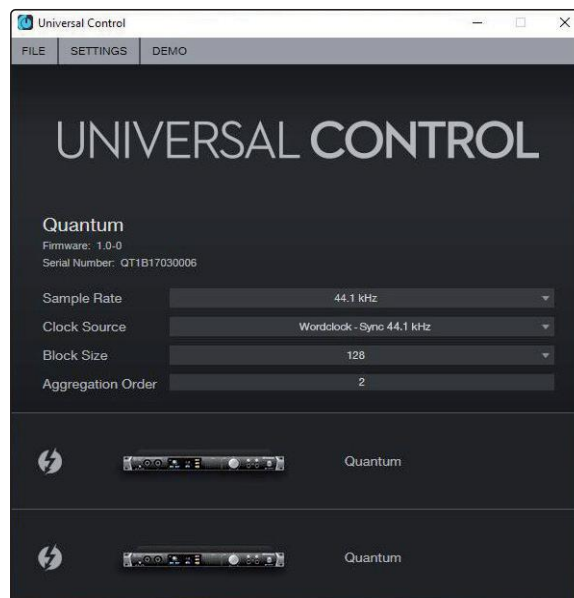 Universal Control
FILE SETTINGS DEMO
UNIVERSAL CONTROL
Quantum
Firmware: 1.0-0
Serial Number: QT1B17030006
Sample Rate 44.1 kHz
Clock Source Wordclock - Sync 44.1 kHz
Block Size 128
Aggregation Order 2
Quantum
Quantum